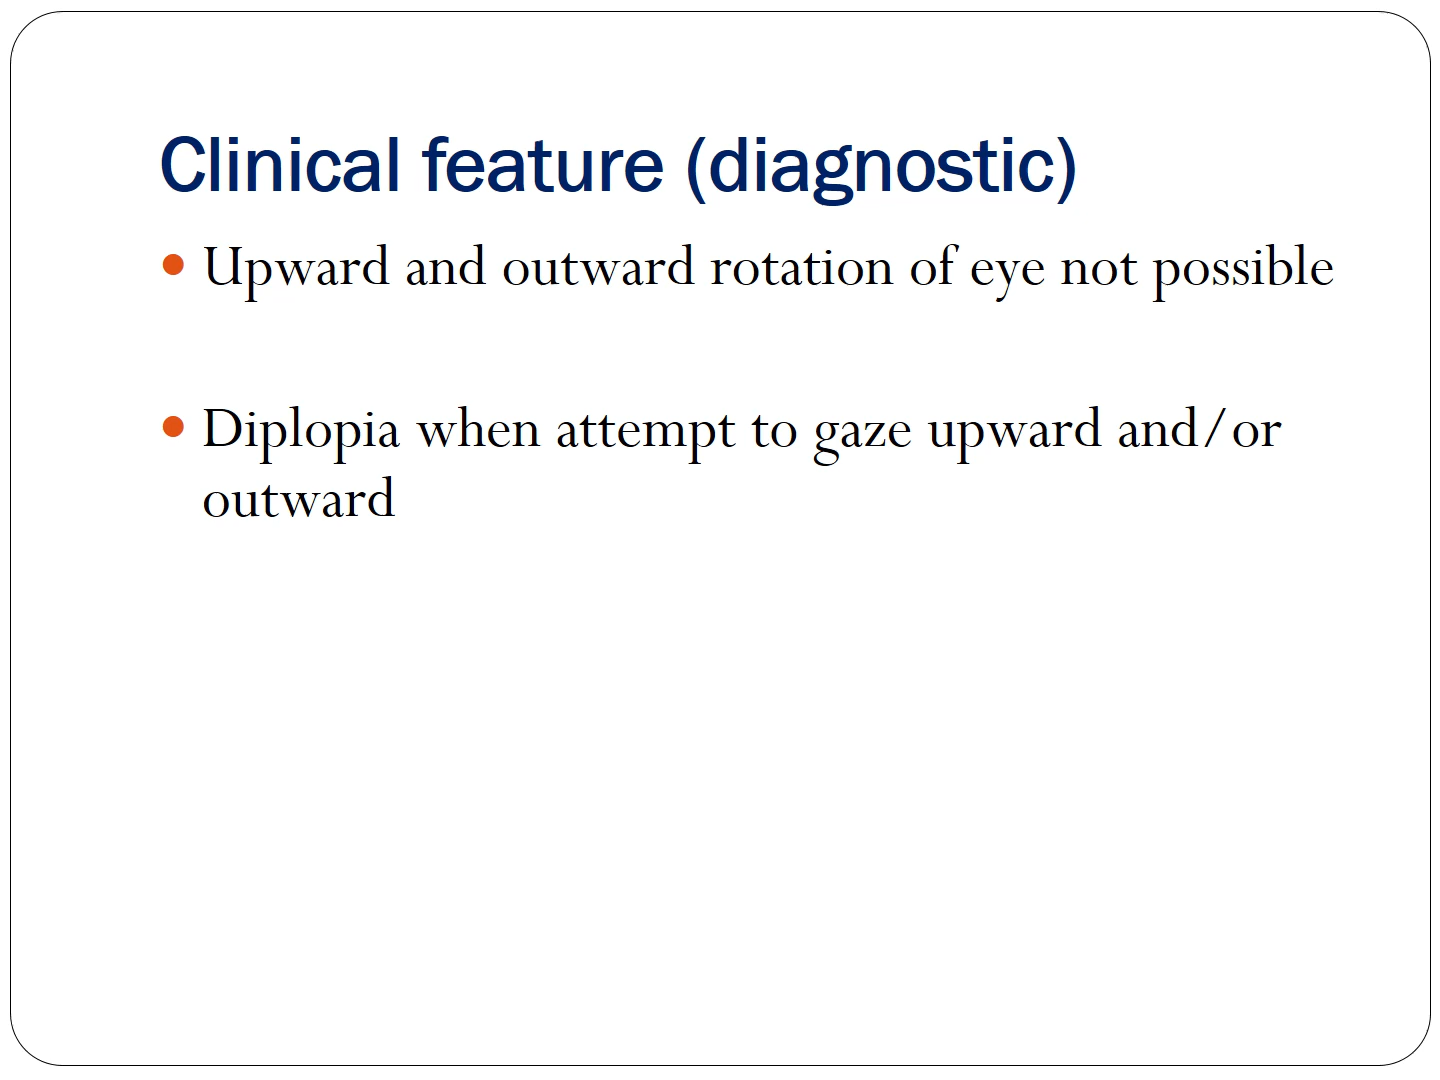 Clinical feature (diagnostic)
• Upward and outward rotation of eye not possible
• Diplopia when attempt to gaze upward and/or
outward